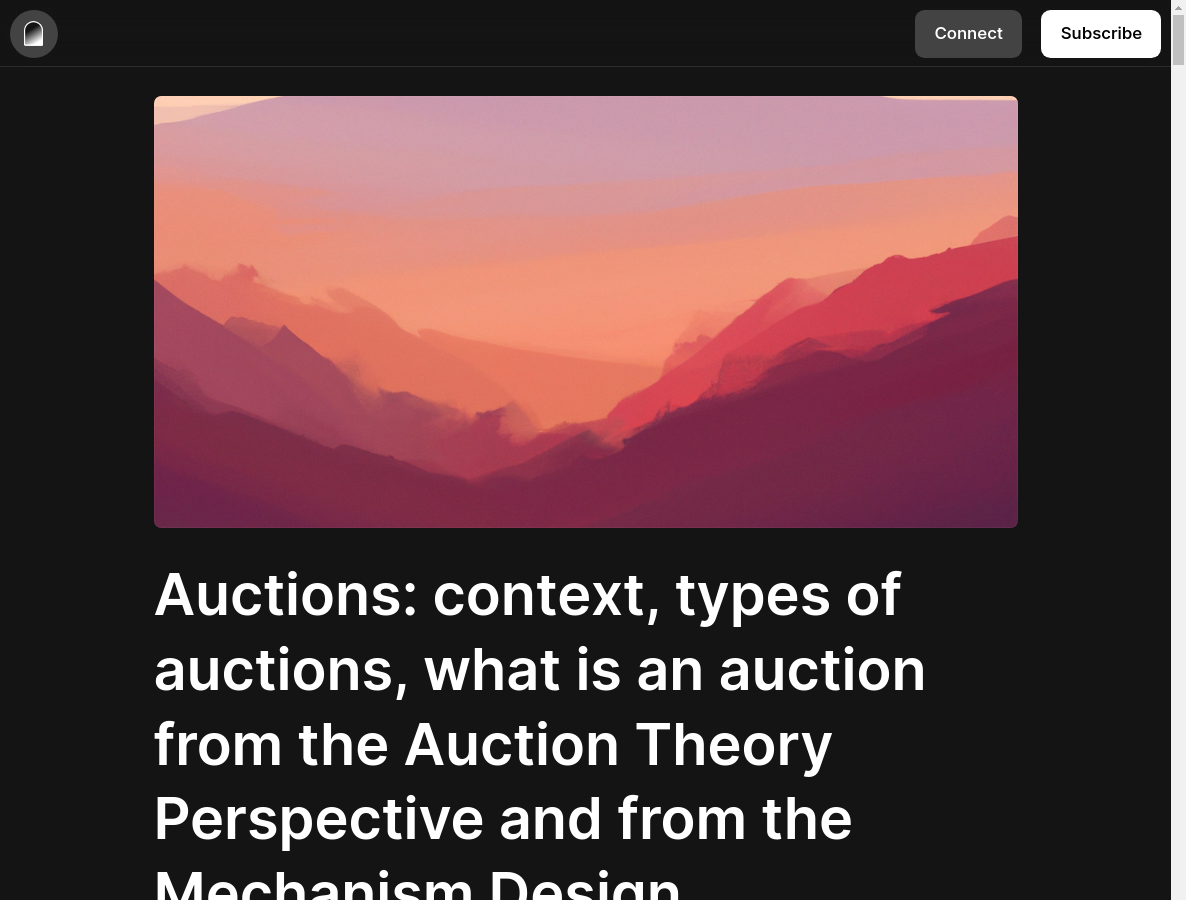 Connect
Subscribe
Auctions: context, types of
auctions, what is an auction
from the Auction Theory
Perspective and from the
Mechanism Design